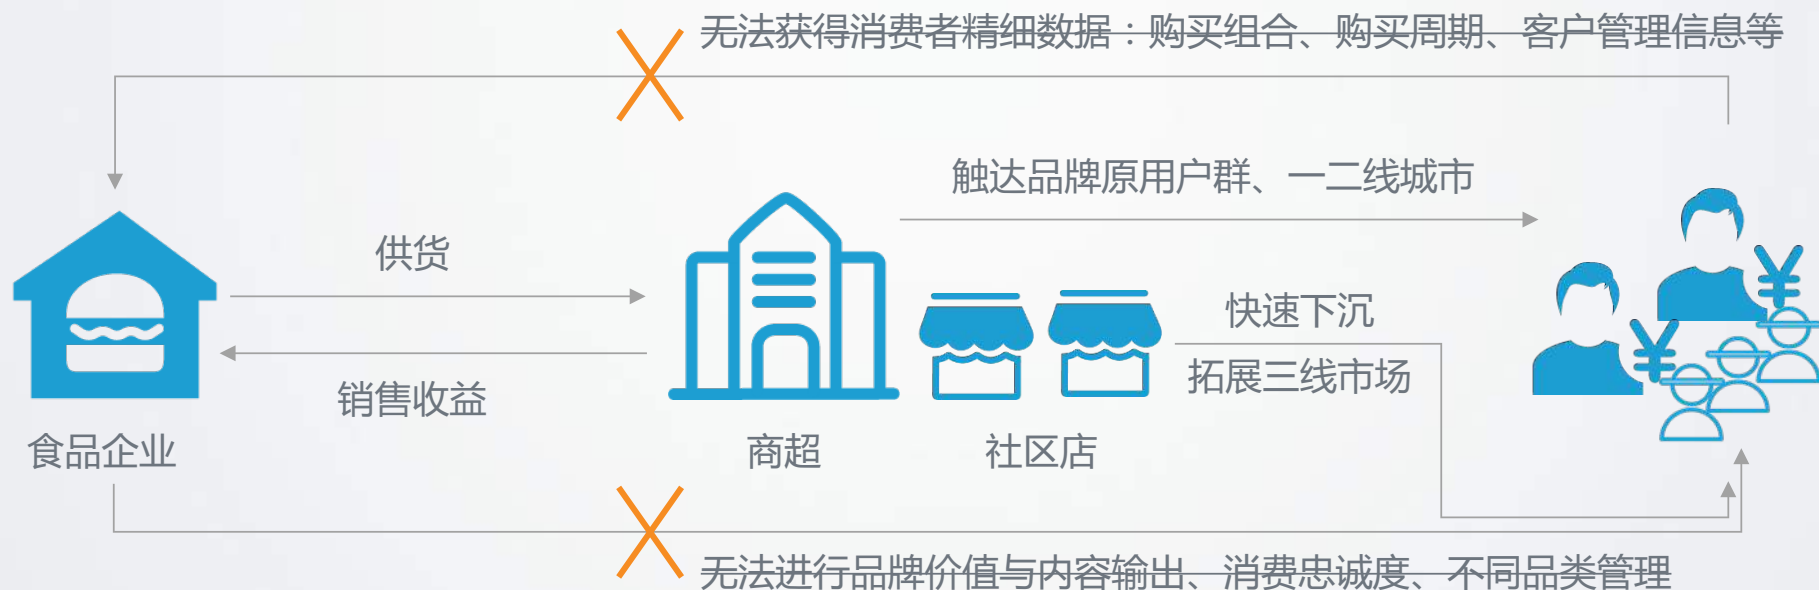 无法获得消费者精细数据：购买组合、购买周期、客户管理信息等
触达品牌原用户群、一二线城市
供货
快速下沉
拓展三线市场
销售收益
食品企业
商超
社区店
无法进行品牌价值与内容输出、消费忠诚度、不同品类管理